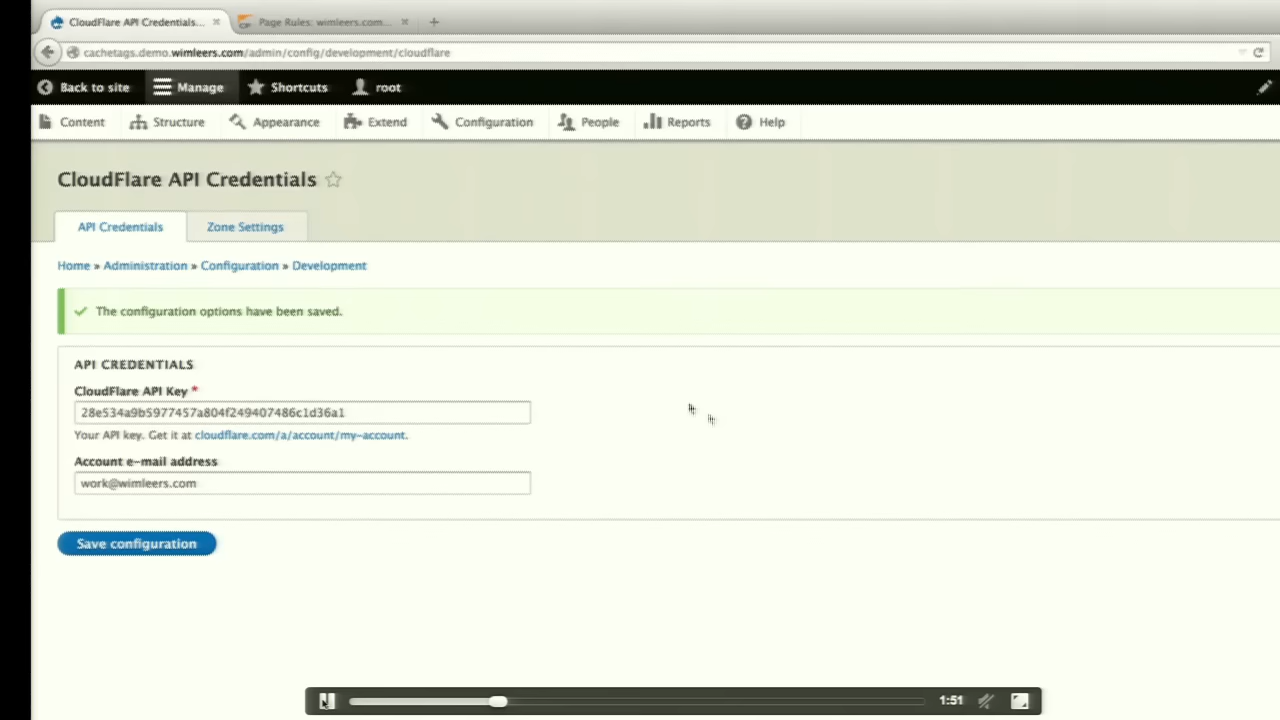 CloudFlare API Credentials...
Page Rules: wimleers.com...
cachetags.demo.wimleers.com/admin/config/development/cloudflare
Back to site Manage Shortcuts root
Content Structure Appearance Extend Configuration People Reports Help
CloudFlare API Credentials
API Credentials Zone Settings
Home » Administration » Configuration » Development
The configuration options have been saved.
API CREDENTIALS
CloudFlare API Key *
28e534a9b5977457a804f249407486c1d36a1
Your API key. Get it at cloudflare.com/a/account/my-account.
Account e-mail address
work@wimleers.com
Save configuration
1:51